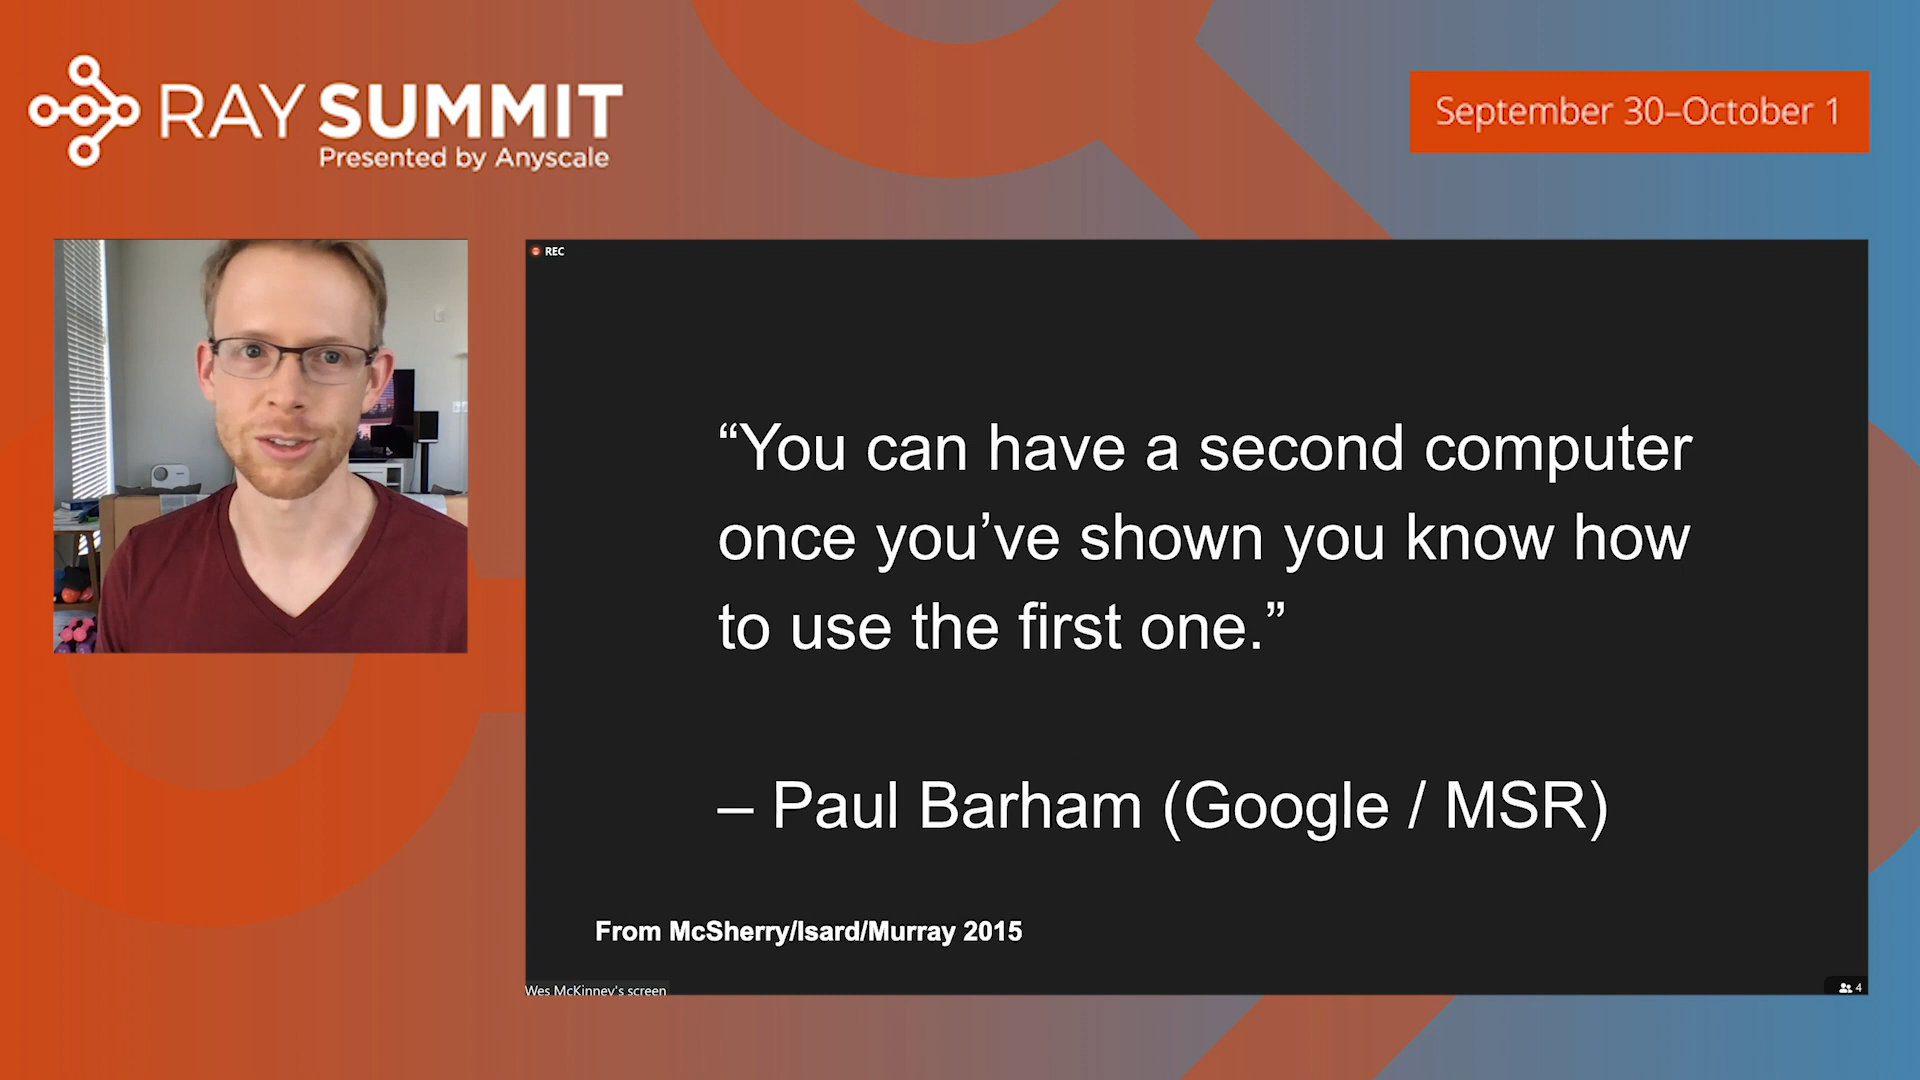 RAY SUMMIT
Presented by Anyscale
September 30–October 1
REC
“You can have a second computer
once you’ve shown you know how
to use the first one.”
– Paul Barham (Google / MSR)
From McSherry/Isard/Murray 2015
Wes McKinney's screen
4